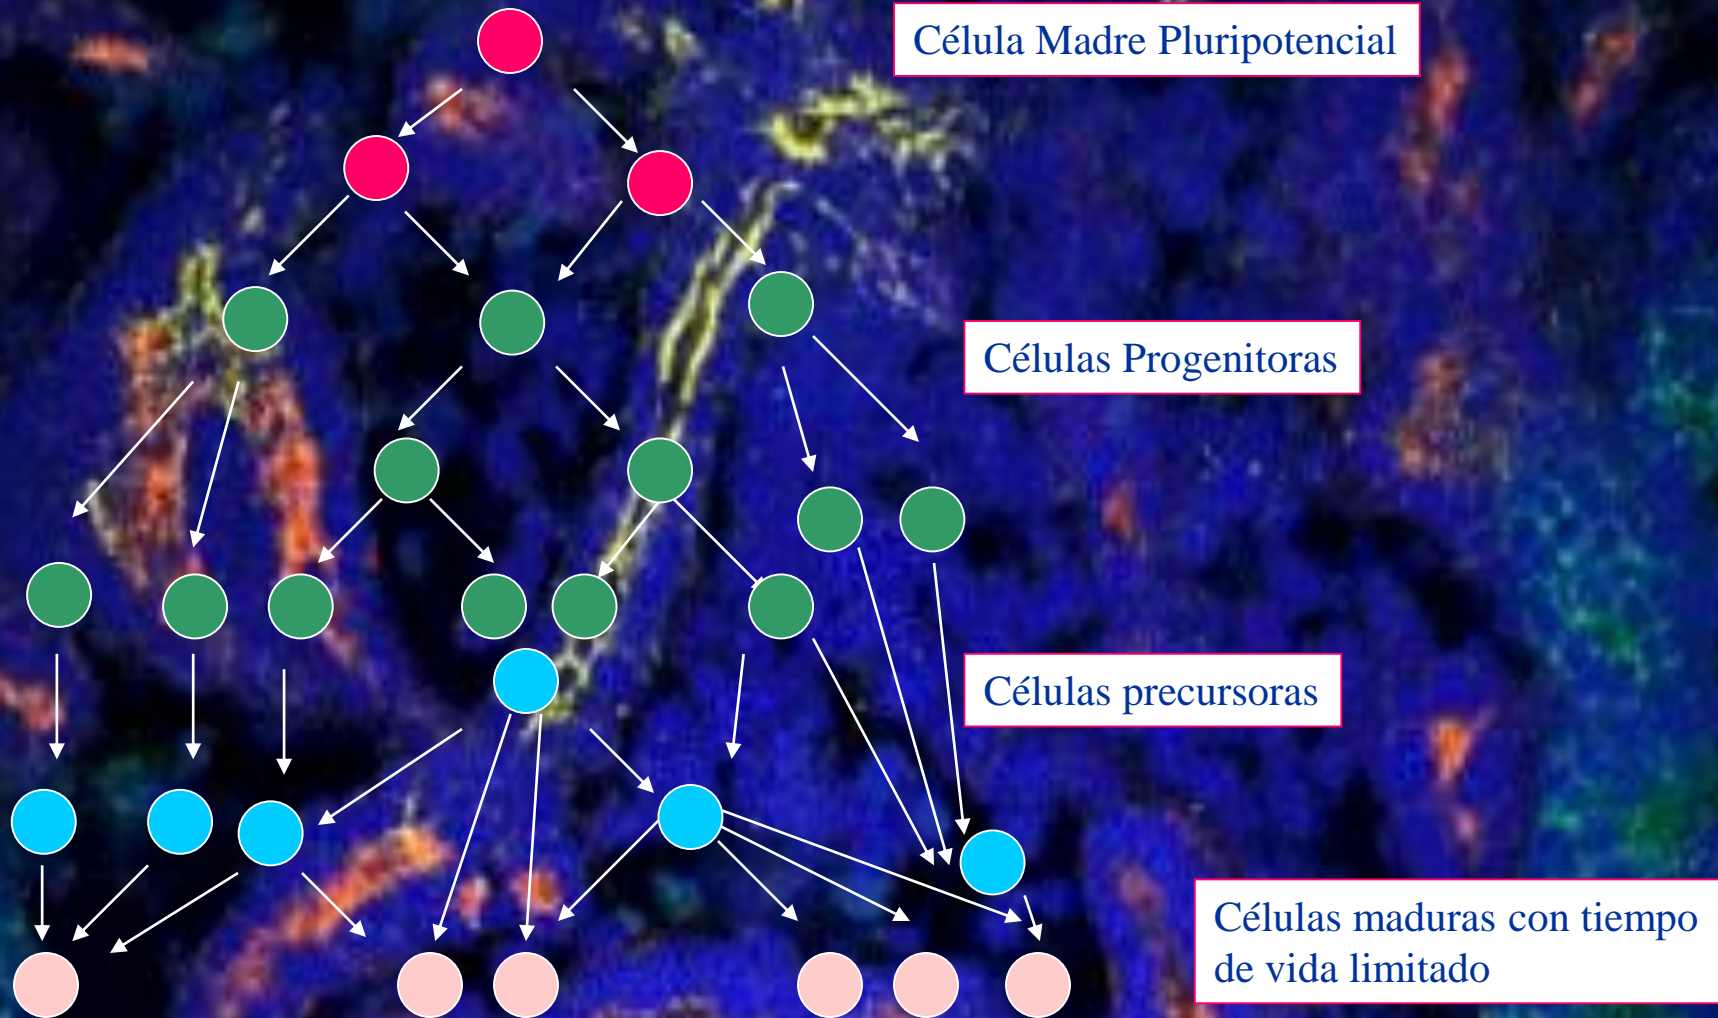 Célula Madre Pluripotencial
Células Progenitoras
Células precursoras
Células maduras con tiempo
de vida limitado